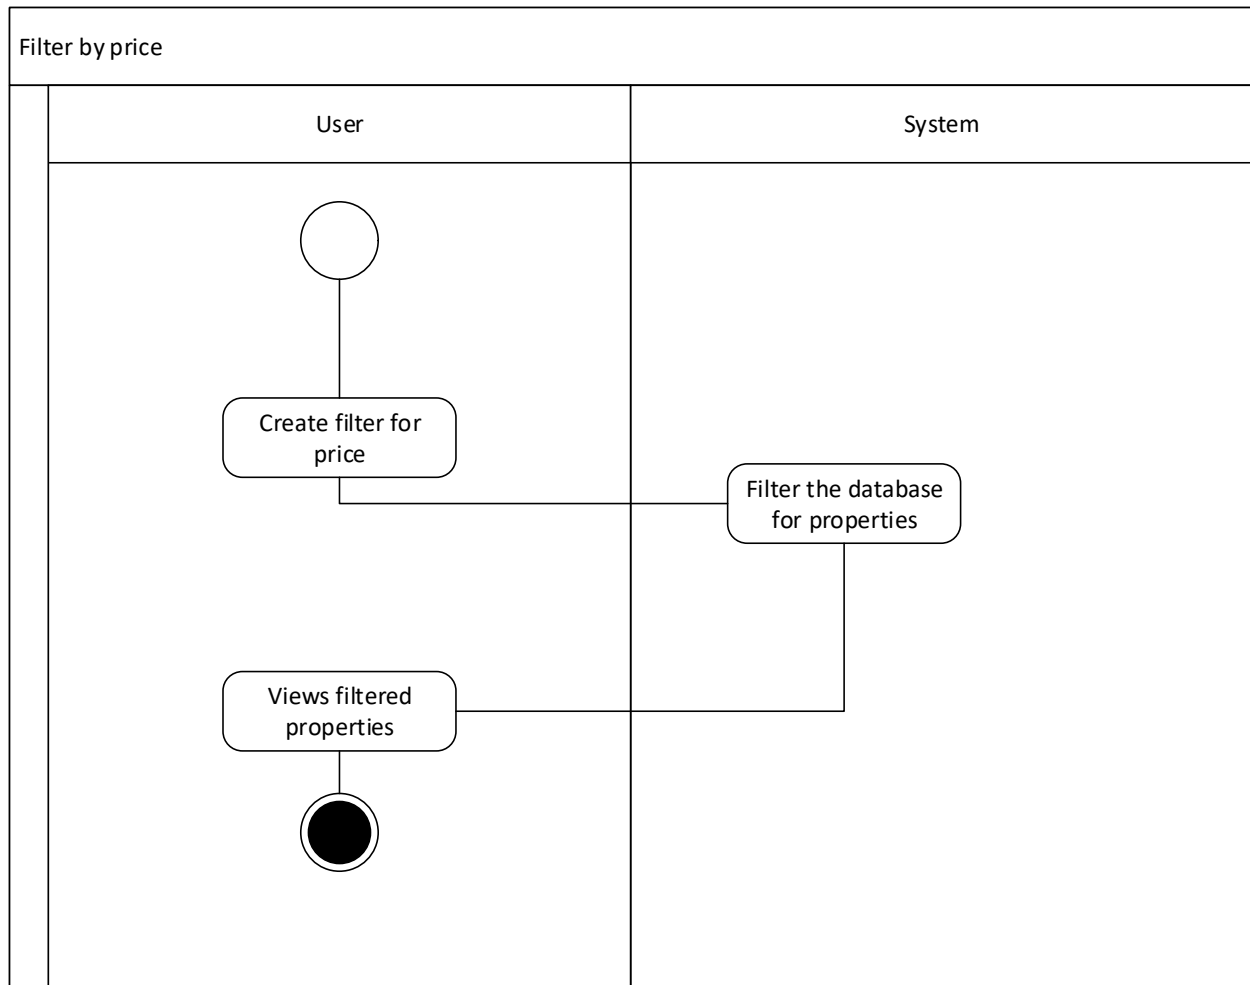 Filter by price
User
System
Create filter for
price
Filter the database
for properties
Views filtered
properties